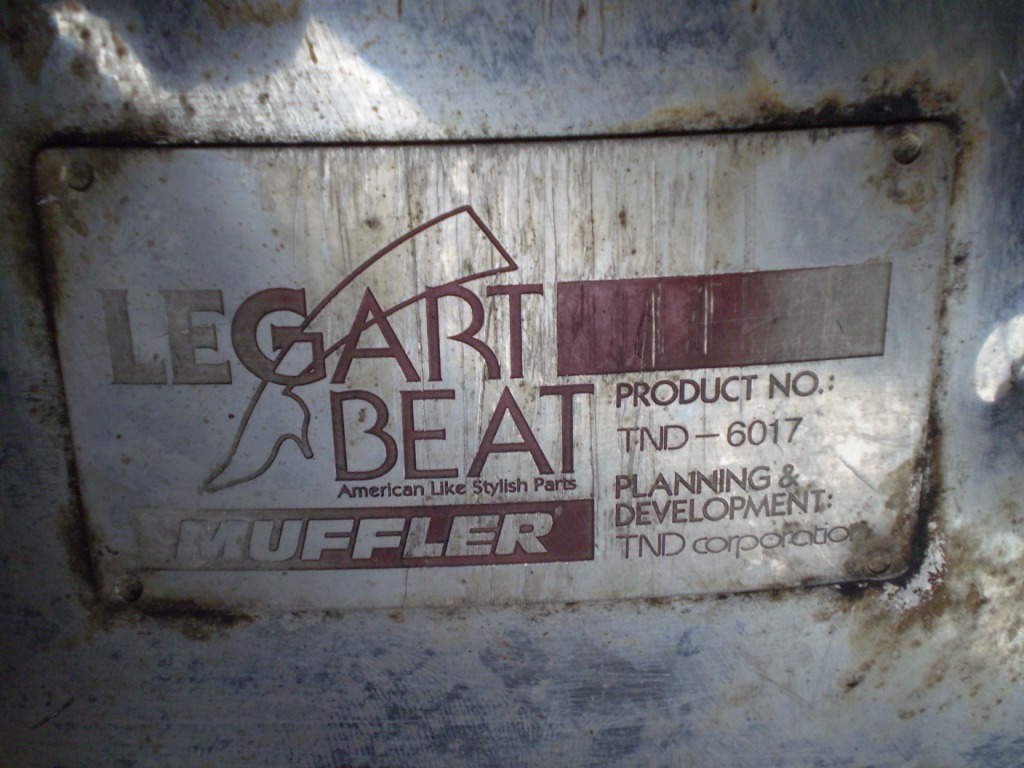 LEGART
BEAT
American Like Stylish Parts
MUFFLER
PRODUCT NO.:
TND-6017
PLANNING &
DEVELOPMENT:
TND corporation